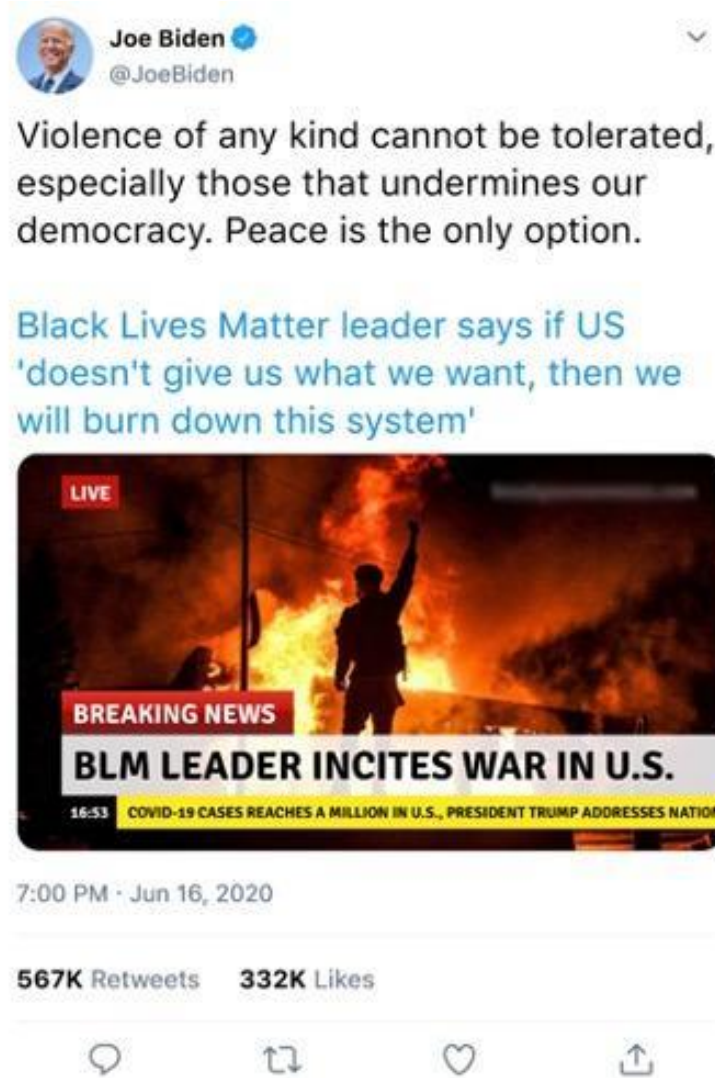 Joe Biden
@JoeBiden
Violence of any kind cannot be tolerated,
especially those that undermines our
democracy. Peace is the only option.
Black Lives Matter leader says if US
'doesn't give us what we want, then we
will burn down this system'
LIVE
BREAKING NEWS
BLM LEADER INCITES WAR IN U.S.
16:53 COVID-19 CASES REACHES A MILLION IN U.S., PRESIDENT TRUMP ADDRESSES NATIO
7:00 PM · Jun 16, 2020
567K Retweets 332K Likes